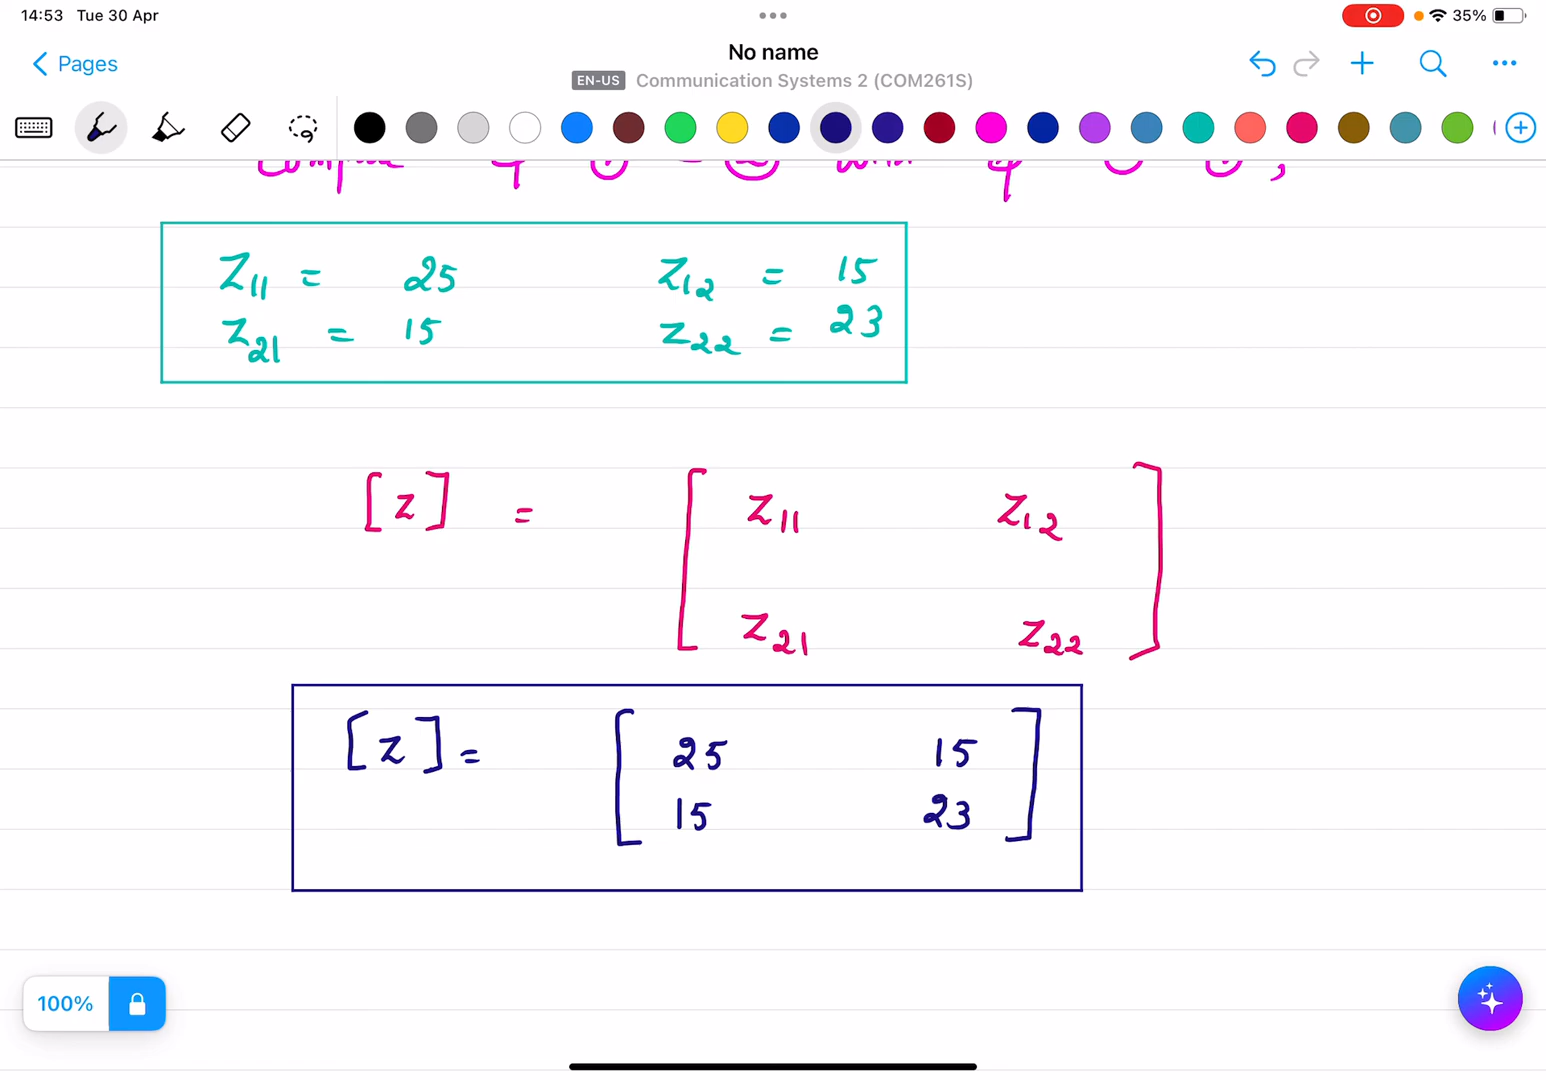 14:53 Tue 30 Apr 35%
Pages No name
EN-US Communication Systems 2 (COM261S)
Z11 = 25 Z12 = 15
Z21 = 15 Z22 = 23
[Z] = [ Z11 Z12
Z21 Z22 ]
[Z] = [ 25 15
15 23 ]
100%